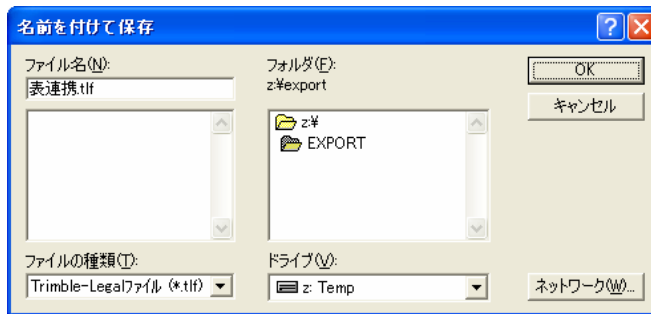 名前を付けて保存
ファイル名(N):
表連携.tlf
フォルダ(F):
z:¥export
OK
キャンセル
z:¥
EXPORT
ファイルの種類(T):
Trimble-Legalファイル (*.tlf)
ドライブ(V):
z: Temp
ネットワーク(W)...